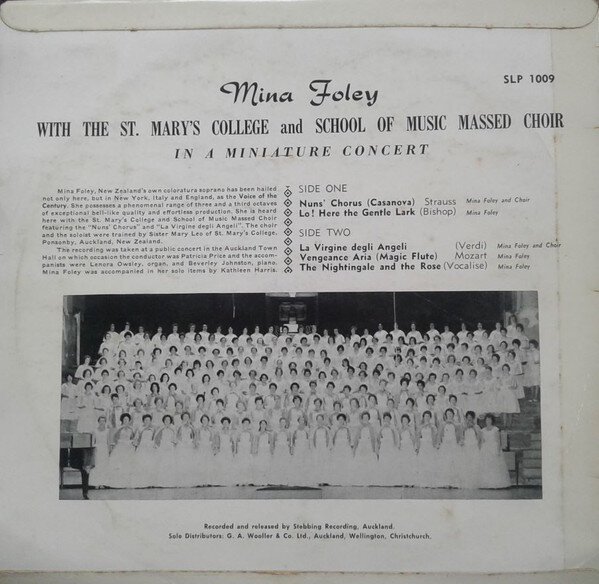 SLP 1009
Mina Foley
WITH THE ST. MARY'S COLLEGE and SCHOOL OF MUSIC MASSED CHOIR
IN A MINIATURE CONCERT
Mina Foley, New Zealand's own coloratura soprano has been hailed
not only here, but in New York, Italy and England, as the Voice of the
Century. She possesses a phenomenal range of three and a third octaves
of exceptional bell-like quality and effortless production. She is heard
here with the St. Mary's College and School of Music Massed Choir
featuring the "Nuns' Chorus" and "La Virgine degli Angeli". The choir
and the soloist were trained by Sister Mary Leo of St. Mary's College,
Ponsonby, Auckland, New Zealand.
The recording was taken at a public concert in the Auckland Town
Hall on which occasion the conductor was Patricia Price and the accom-
panists were Lenora Owsley, organ, and Beverley Johnston, piano.
Mina Foley was accompanied in her solo items by Kathleen Harris.
SIDE ONE
Nuns' Chorus (Casanova) Strauss Mina Foley and Choir
Lo! Here the Gentle Lark (Bishop) Mina Foley
SIDE TWO
La Virgine degli Angeli (Verdi) Mina Foley and Choir
Vengeance Aria (Magic Flute) Mozart Mina Foley
The Nightingale and the Rose (Vocalise) Mina Foley
Recorded and released by Stebbing Recording, Auckland.
Sole Distributors: G. A. Wooller & Co. Ltd., Auckland, Wellington, Christchurch.